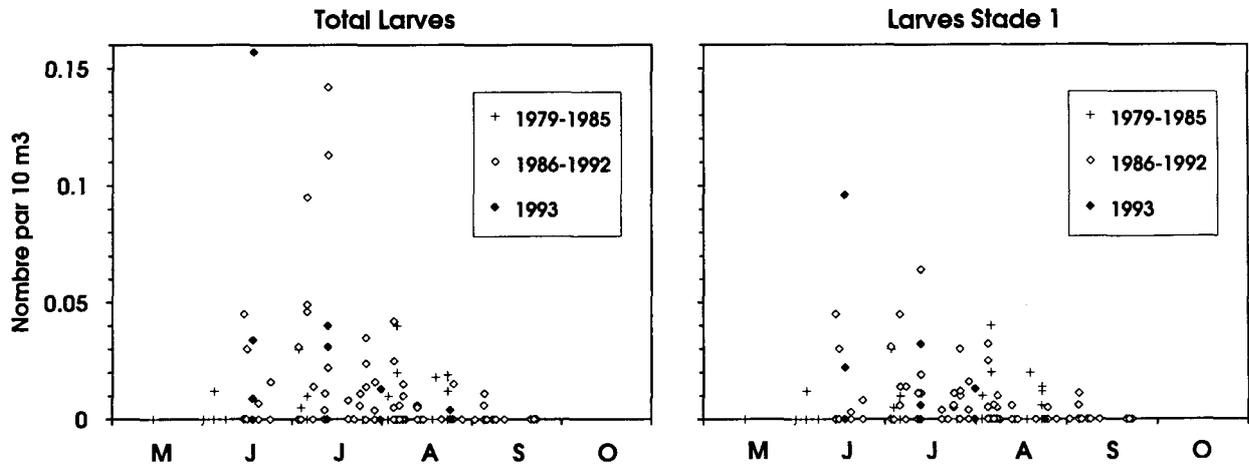 Total Larves
Larves Stade 1
Nombre par 10 m3
0.15
0.1
0.05
0
1979-1985
1986-1992
1993
1979-1985
1986-1992
1993
M J J A S O
M J J A S O